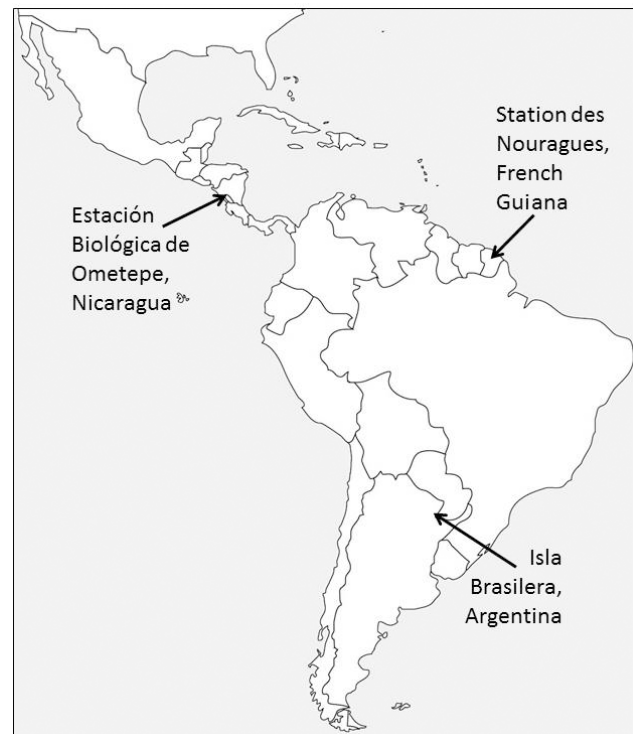 Station des
Nouragues,
French
Guiana
Estación
Biológica de
Ometepe,
Nicaragua
Isla
Brasilera,
Argentina